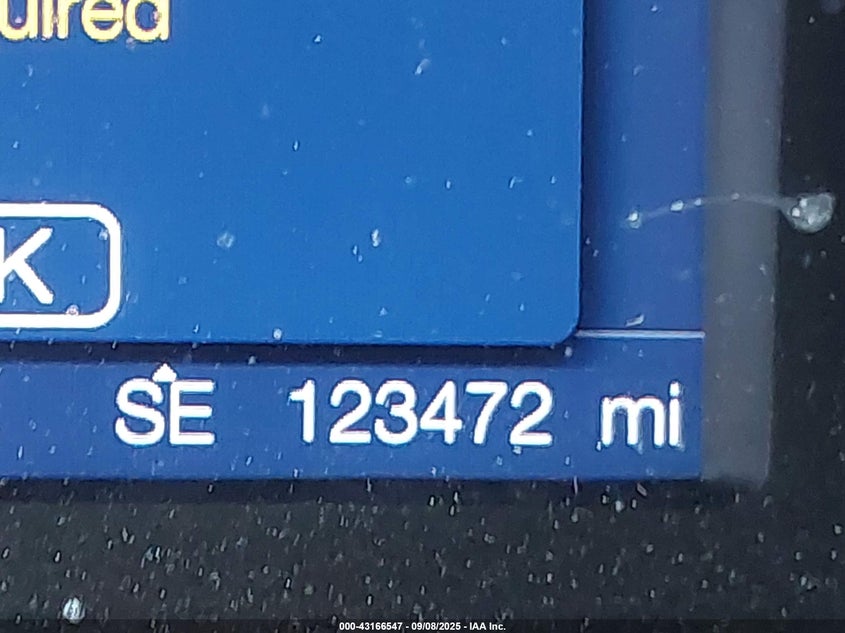 uired
K
SE 123472 mi
000-43166547 - 09/08/2025 - IAA Inc.